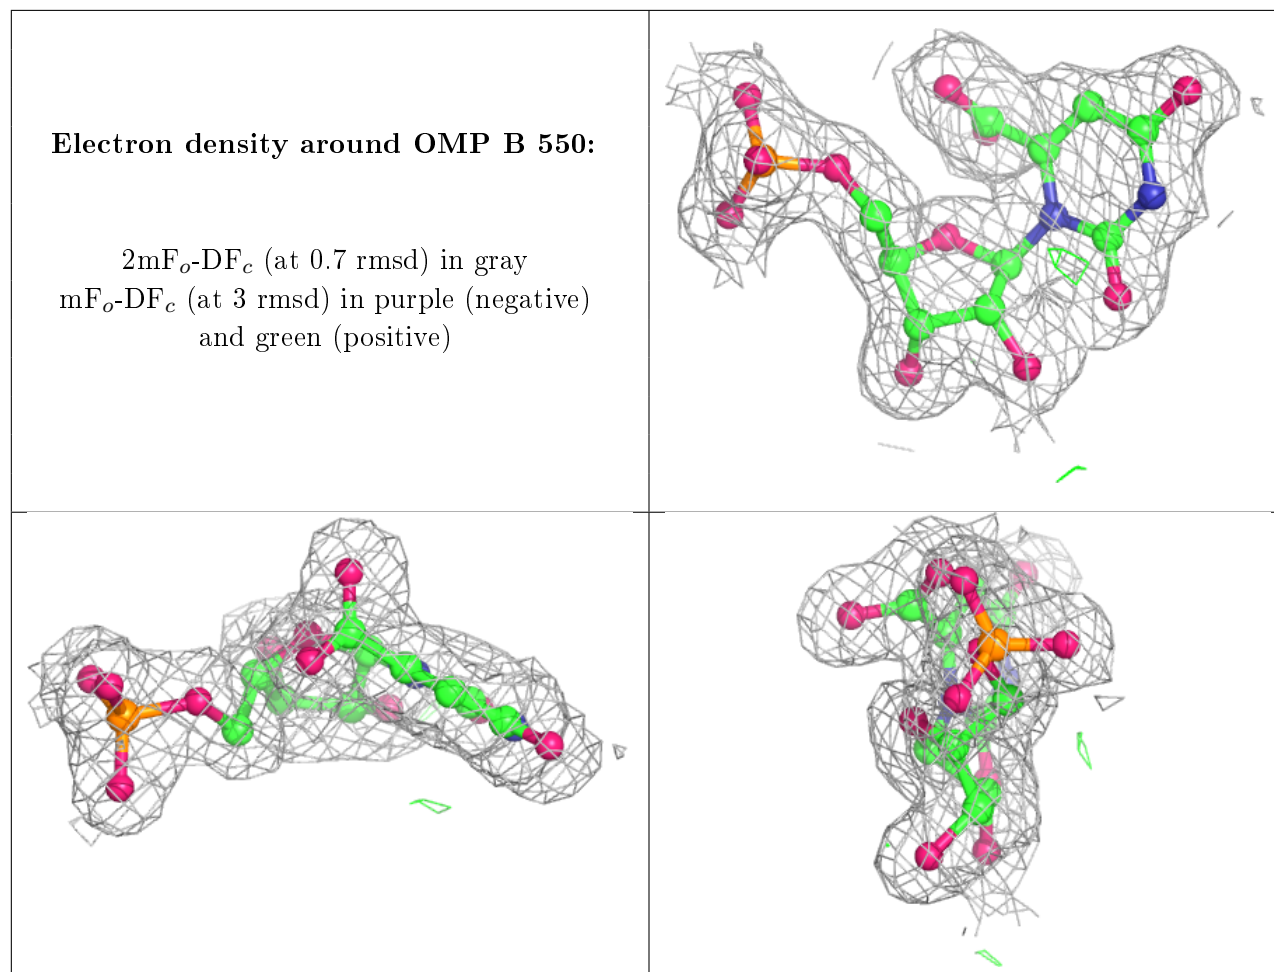 Electron density around OMP B 550:
2mFo-DFc (at 0.7 rmsd) in gray
mFo-DFc (at 3 rmsd) in purple (negative)
and green (positive)